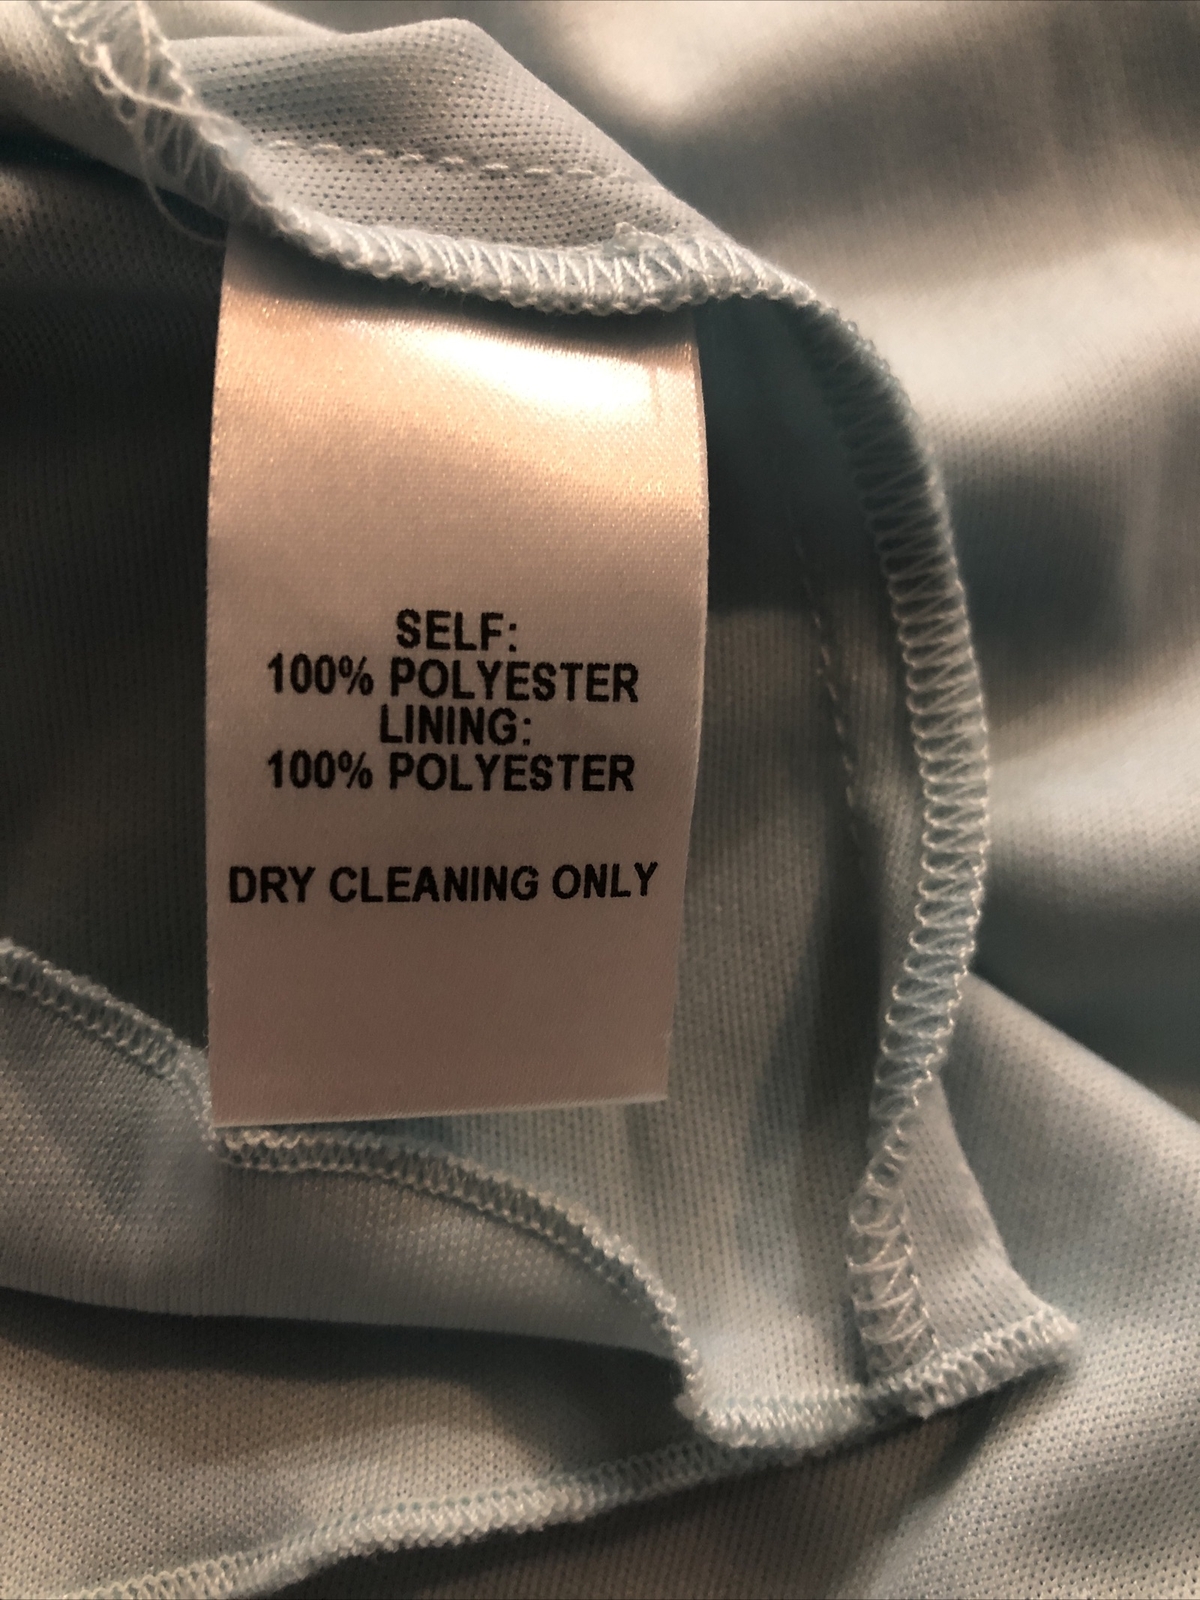 SELF:
100% POLYESTER
LINING:
100% POLYESTER
DRY CLEANING ONLY